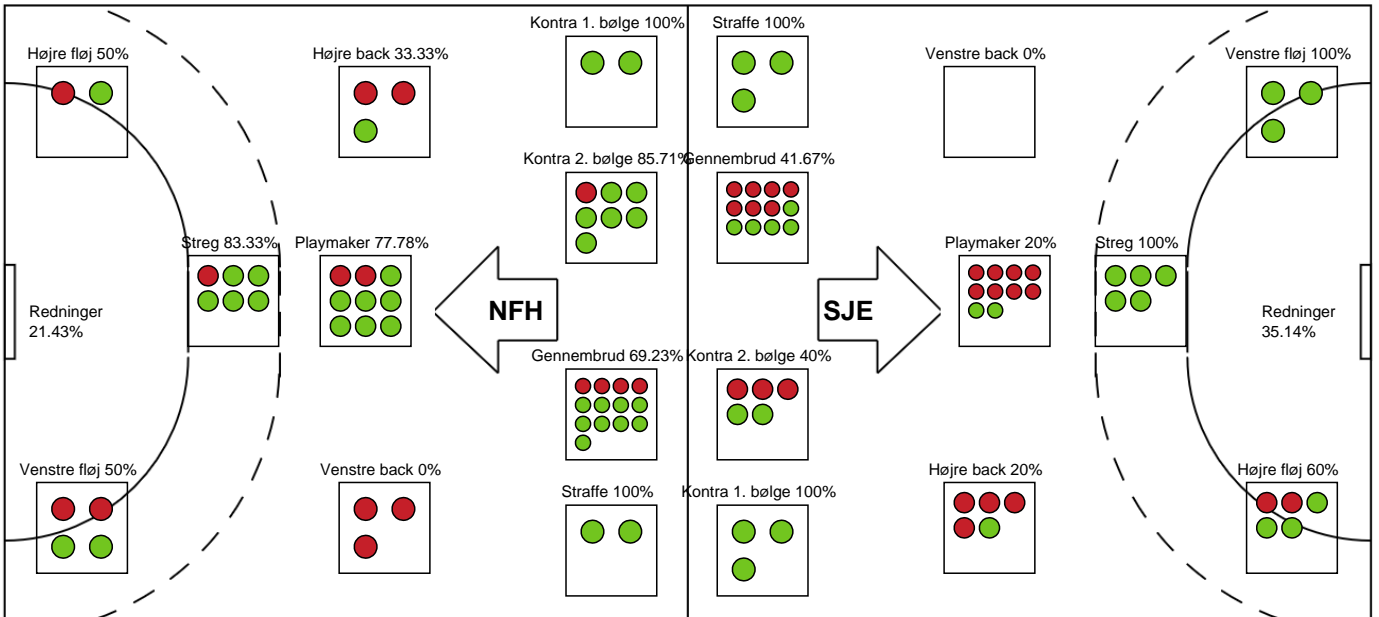 Kontra 1. bølge 100%
Straffe 100%
Højre fløj 50%
Højre back 33.33%
Venstre back 0%
Venstre fløj 100%
Kontra 2. bølge 85.71%
Gennembrud 41.67%
Streg 83.33%
Playmaker 77.78%
Playmaker 20%
Streg 100%
Redninger
21.43%
NFH
SJE
Redninger
35.14%
Gennembrud 69.23%
Kontra 2. bølge 40%
Venstre fløj 50%
Venstre back 0%
Højre back 20%
Højre fløj 60%
Straffe 100%
Kontra 1. bølge 100%